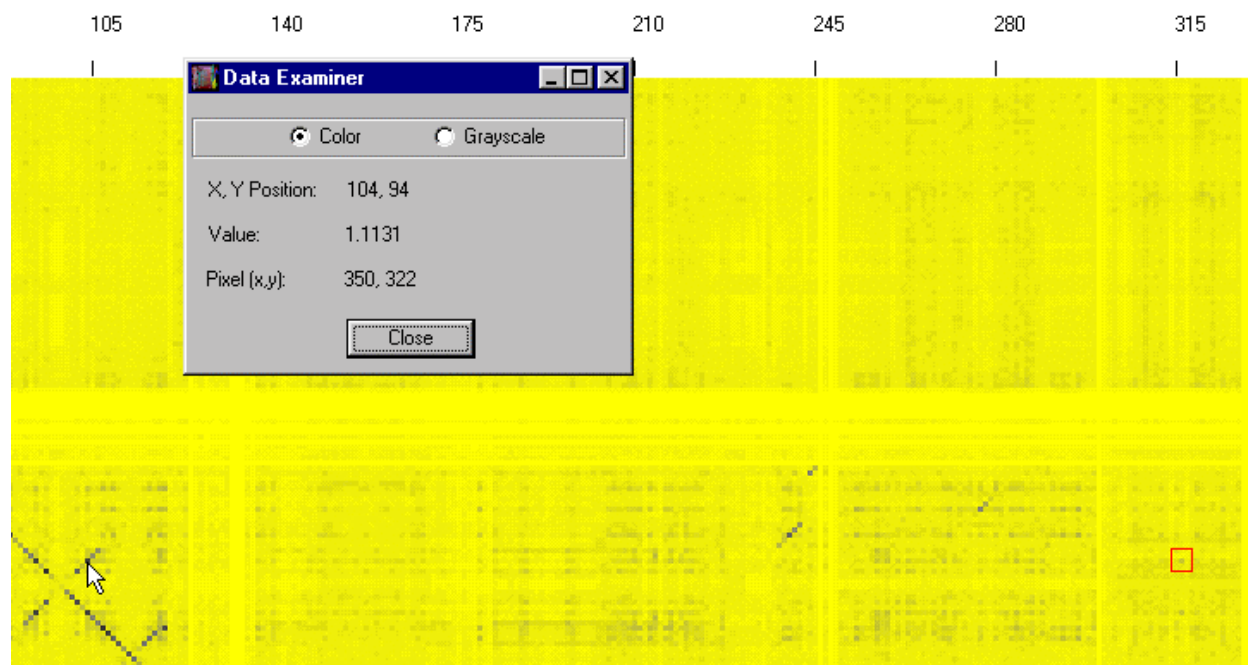 105 140 175 210 245 280 315
Data Examiner
Color Grayscale
X, Y Position: 104, 94
Value: 1.1131
Pixel (x,y): 350, 322
Close